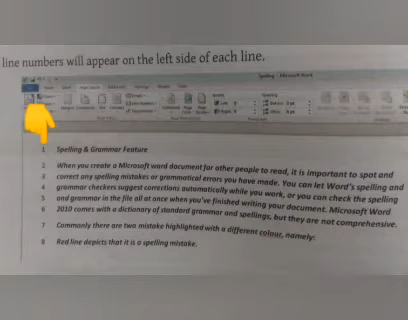 line numbers will appear on the left side of each line.
Spelling - Microsoft Word
1 Spelling & Grammar Feature
2 When you create a Microsoft word document for other people to read, it is important to spot and
3 correct any spelling mistakes or grammatical errors you have made. You can let Word's spelling and
4 grammar checkers suggest corrections automatically while you work, or you can check the spelling
5 and grammar in the file all at once when you've finished writing your document. Microsoft Word
6 2010 comes with a dictionary of standard grammar and spellings, but they are not comprehensive.
7 Commonly there are two mistake highlighted with a different colour, namely:
8 Red line depicts that it is a spelling mistake.